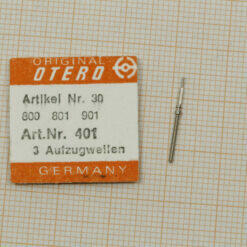 ORIGINAL
OTERO
Artikel Nr. 30
800 801 901
Art.Nr. 401
3 Aufzugwellen
GERMANY